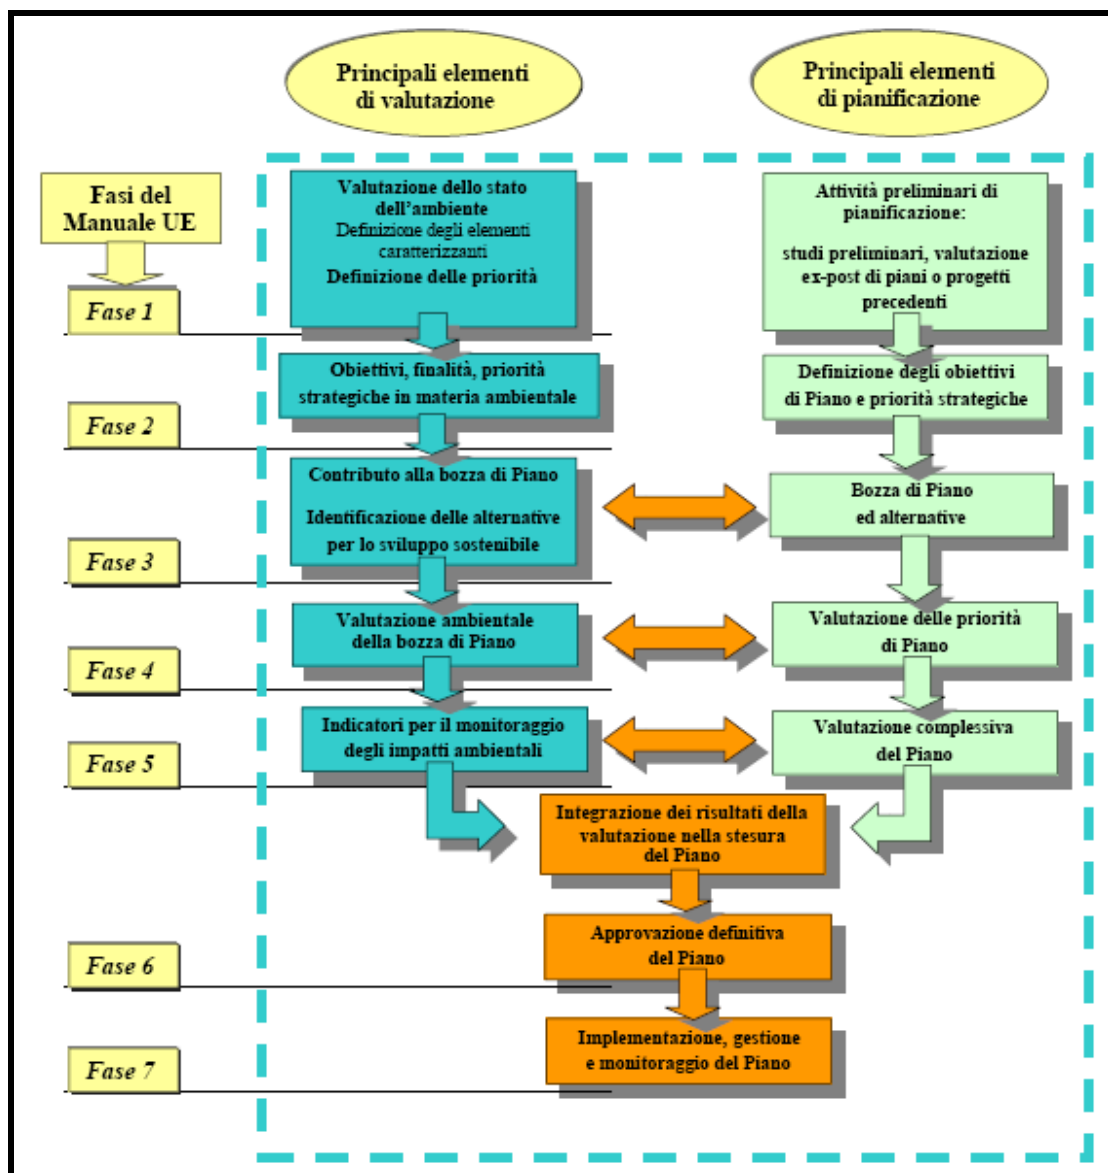 Principali elementi
di valutazione
Principali elementi
di pianificazione
Fasi del
Manuale UE
Valutazione dello stato
dell'ambiente
Definizione degli elementi
caratterizzanti
Definizione delle priorità
Attività preliminari di
pianificazione:
studi preliminari, valutazione
ex-post di piani o progetti
precedenti
Fase 1
Obiettivi, finalità, priorità
strategiche in materia ambientale
Definizione degli obiettivi
di Piano e priorità strategiche
Fase 2
Contributo alla bozza di Piano
Identificazione delle alternative
per lo sviluppo sostenibile
Bozza di Piano
ed alternative
Fase 3
Valutazione ambientale
della bozza di Piano
Valutazione delle priorità
di Piano
Fase 4
Indicatori per il monitoraggio
degli impatti ambientali
Valutazione complessiva
del Piano
Fase 5
Integrazione dei risultati della
valutazione nella stesura
del Piano
Approvazione definitiva
del Piano
Fase 6
Implementazione, gestione
e monitoraggio del Piano
Fase 7